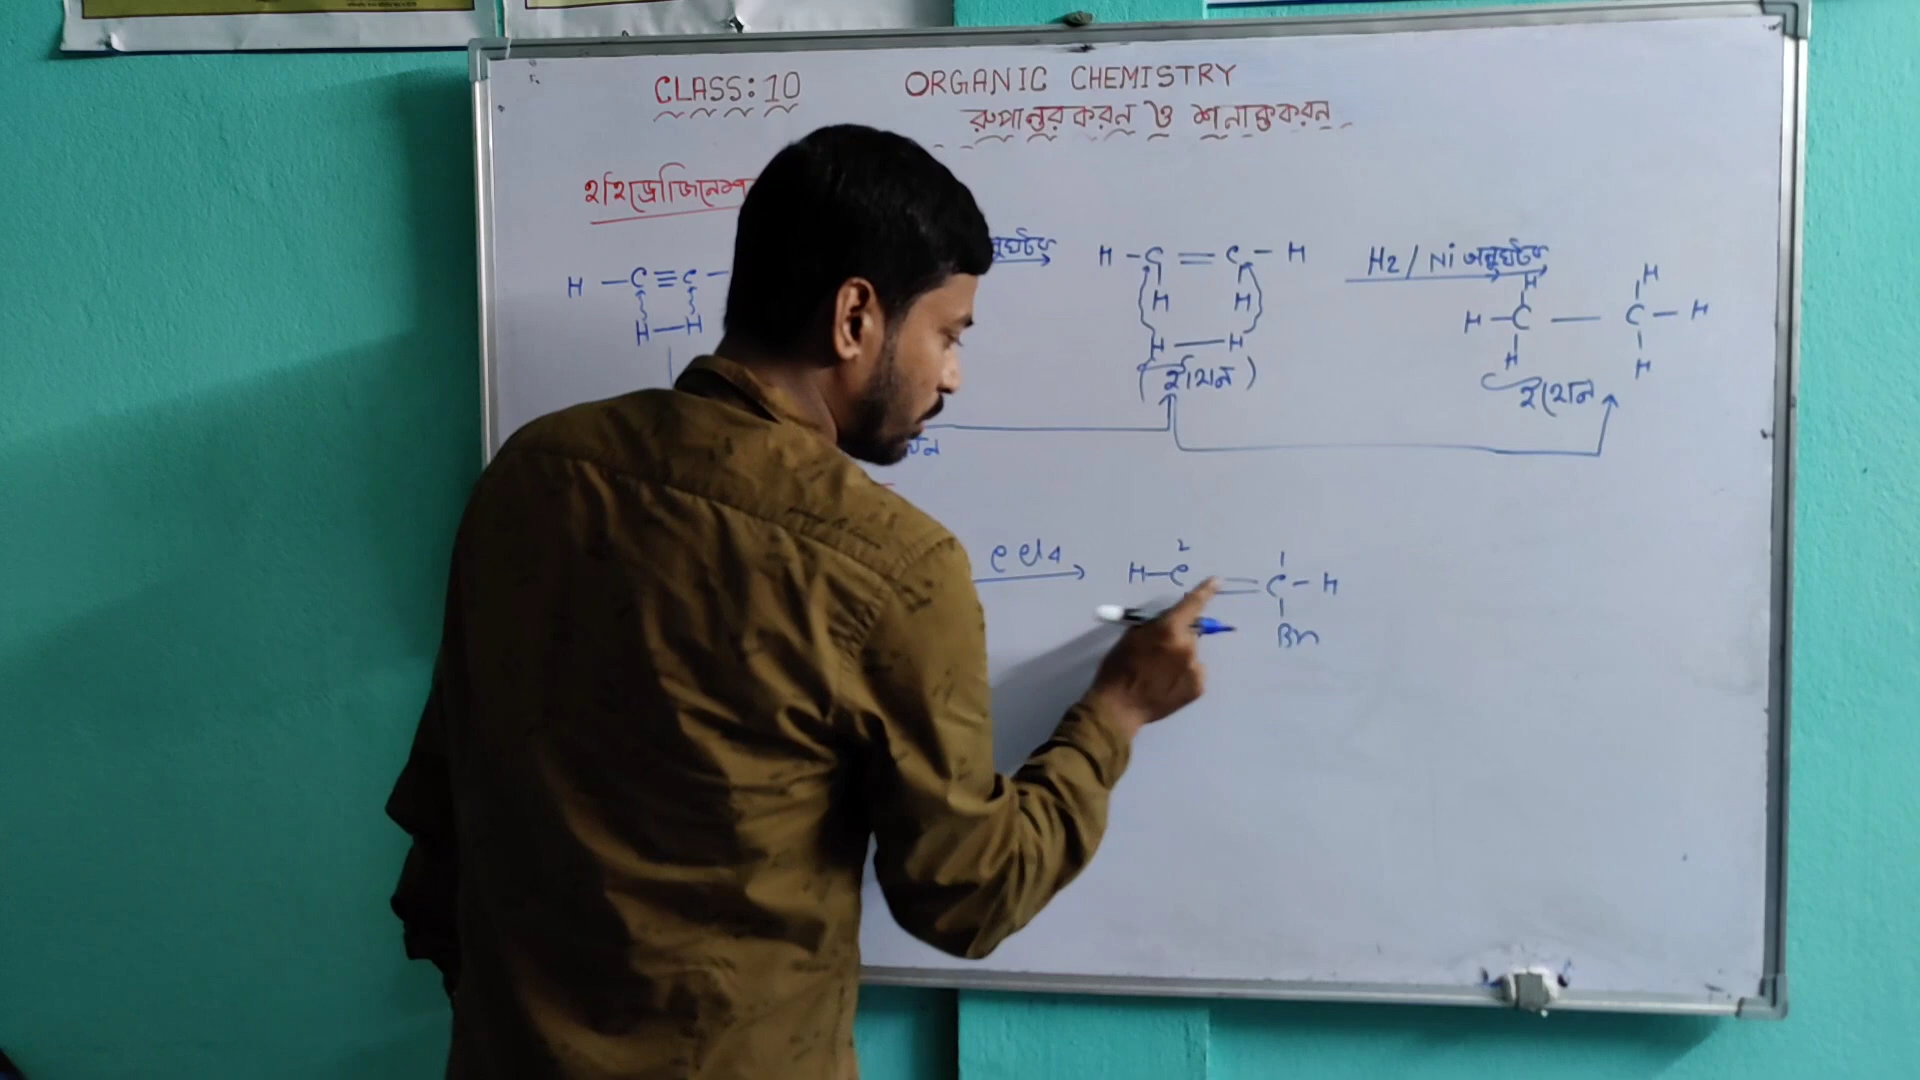 CLASS:10 ORGANIC CHEMISTRY
রুপান্তরকরন ও শনাক্তকরন
হাইড্রোজিনেশ
H - C ≡ C -
H - H
H - C = C - H
H H
H - H
(ইথিন)
H2 / Ni অনুঘটক
H H
H - C - C - H
H H
ইথেন
CCl4
H - C = C - H
Br